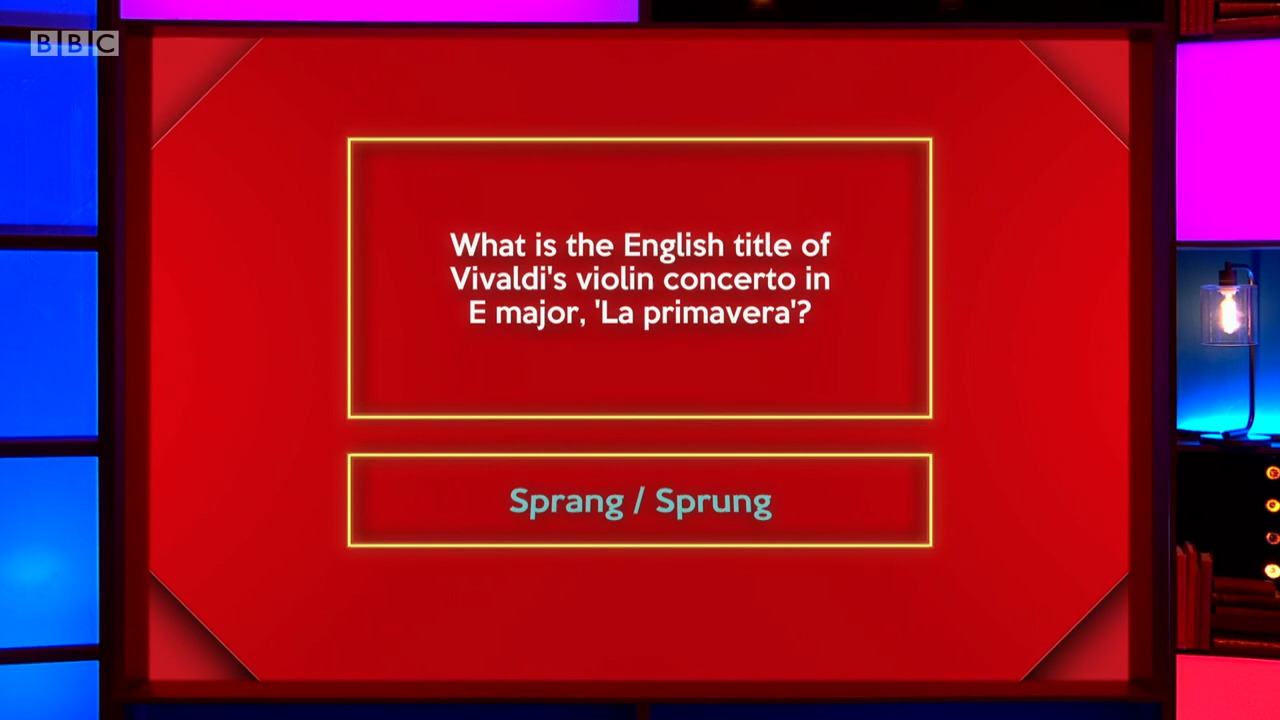 BBC
What is the English title of
Vivaldi's violin concerto in
E major, 'La primavera'?
Sprang / Sprung